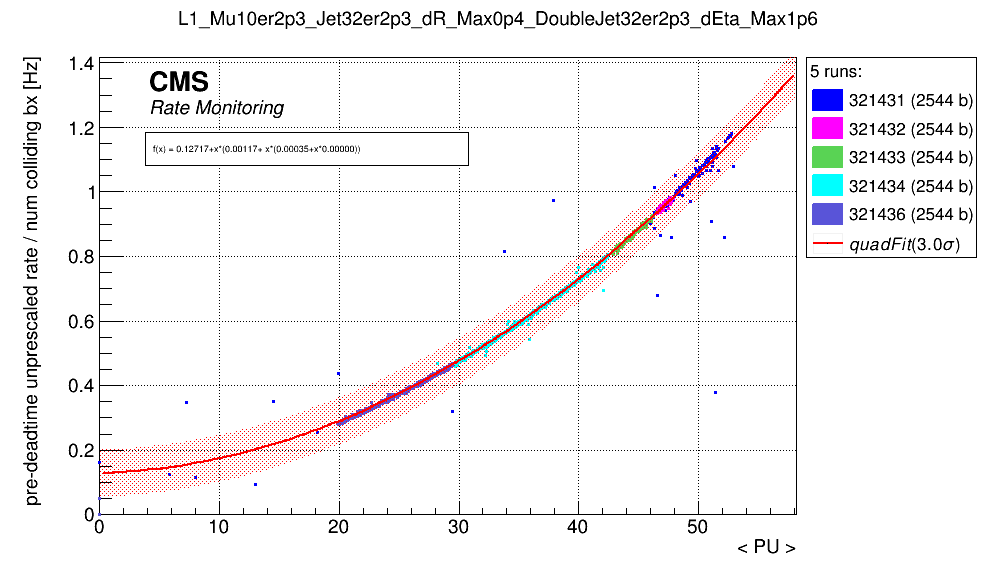 L1_Mu10er2p3_Jet32er2p3_dR_Max0p4_DoubleJet32er2p3_dEta_Max1p6
pre-deadtime unprescaled rate / num colliding bx [Hz]
CMS
Rate Monitoring
f(x) = 0.12717+x*(0.00117+ x*(0.00035+x*0.00000))
1.4
1.2
1
0.8
0.6
0.4
0.2
0
0 10 20 30 40 50
< PU >
5 runs:
321431 (2544 b)
321432 (2544 b)
321433 (2544 b)
321434 (2544 b)
321436 (2544 b)
quadFit(3.0σ)